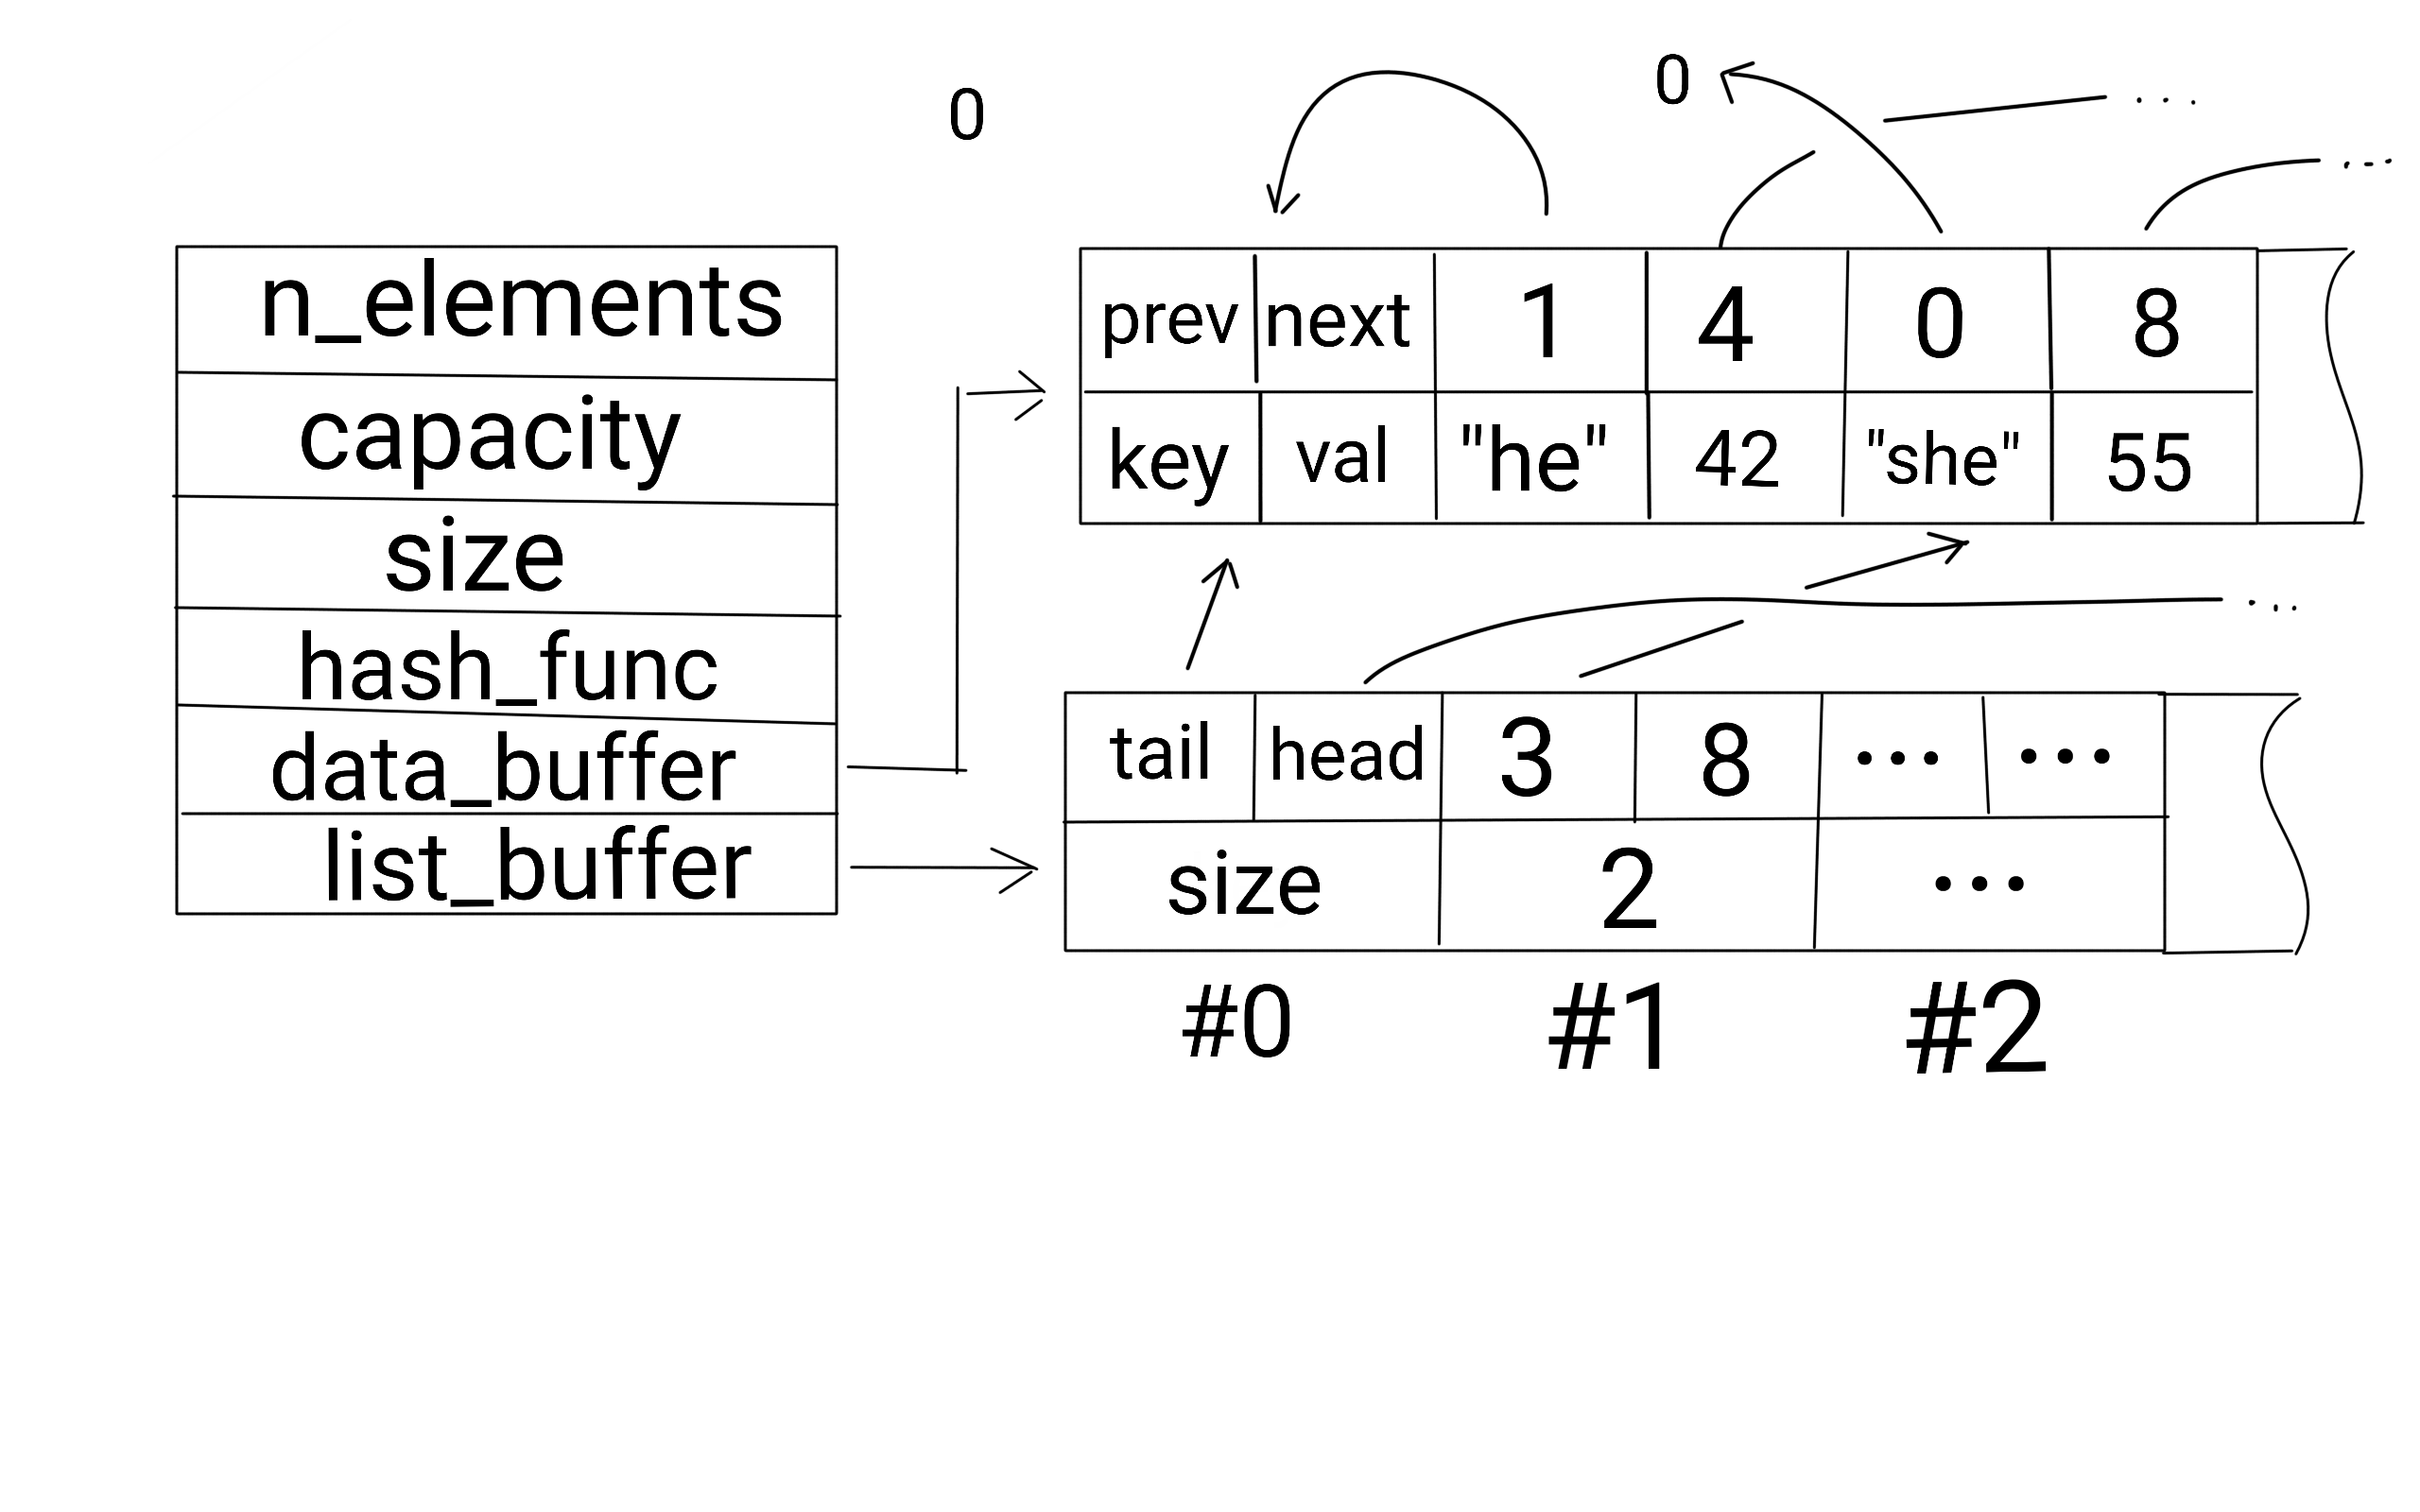 0
0
...
...
n_elements
capacity
size
hash_func
data_buffer
list_buffer
prev next 1 4 0 8
key val "he" 42 "she" 55
...
tail head 3 8 ... ...
size 2 ...
#0 #1 #2